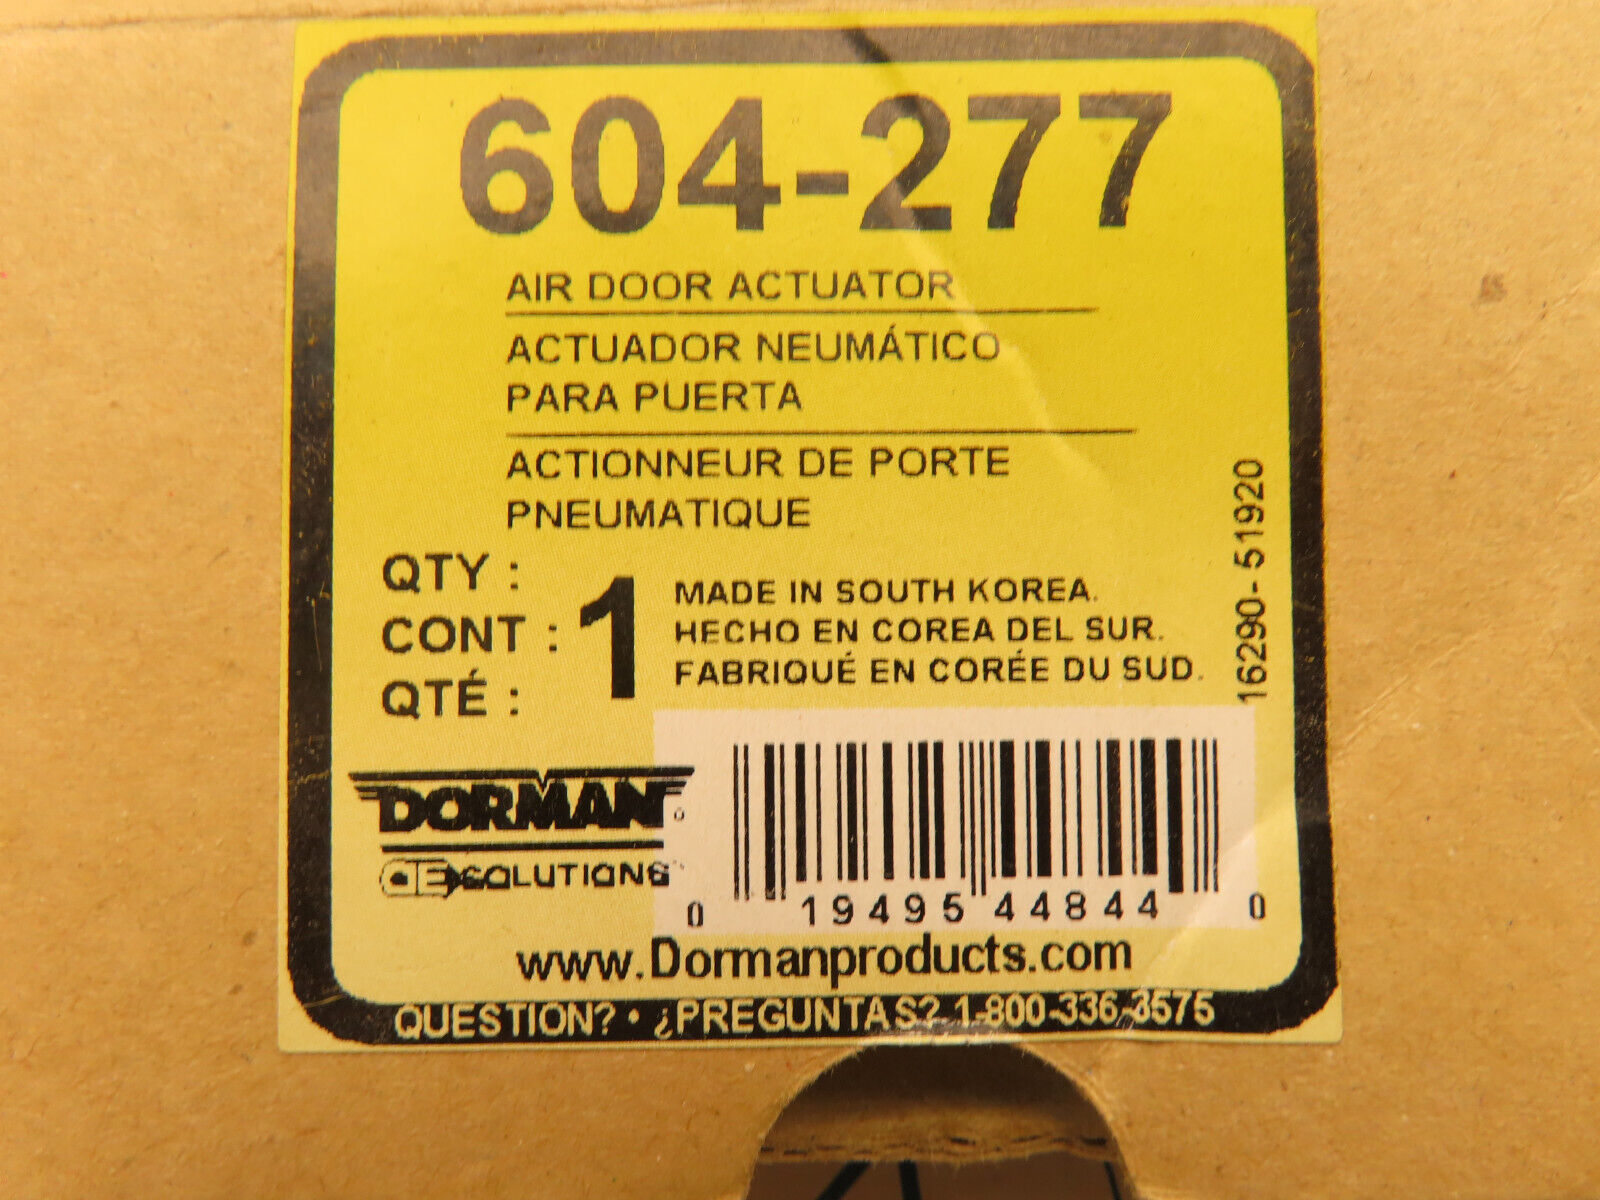 604-277
AIR DOOR ACTUATOR
ACTUADOR NEUMÁTICO
PARA PUERTA
ACTIONNEUR DE PORTE
PNEUMATIQUE
QTY :
CONT : 1
QTÉ :
MADE IN SOUTH KOREA.
HECHO EN COREA DEL SUR.
FABRIQUÉ EN CORÉE DU SUD.
16290- 51920
DORMAN
OE SOLUTIONS
0 19495 44844 0
www.Dormanproducts.com
QUESTION? • ¿PREGUNTAS? 1-800-336-3575